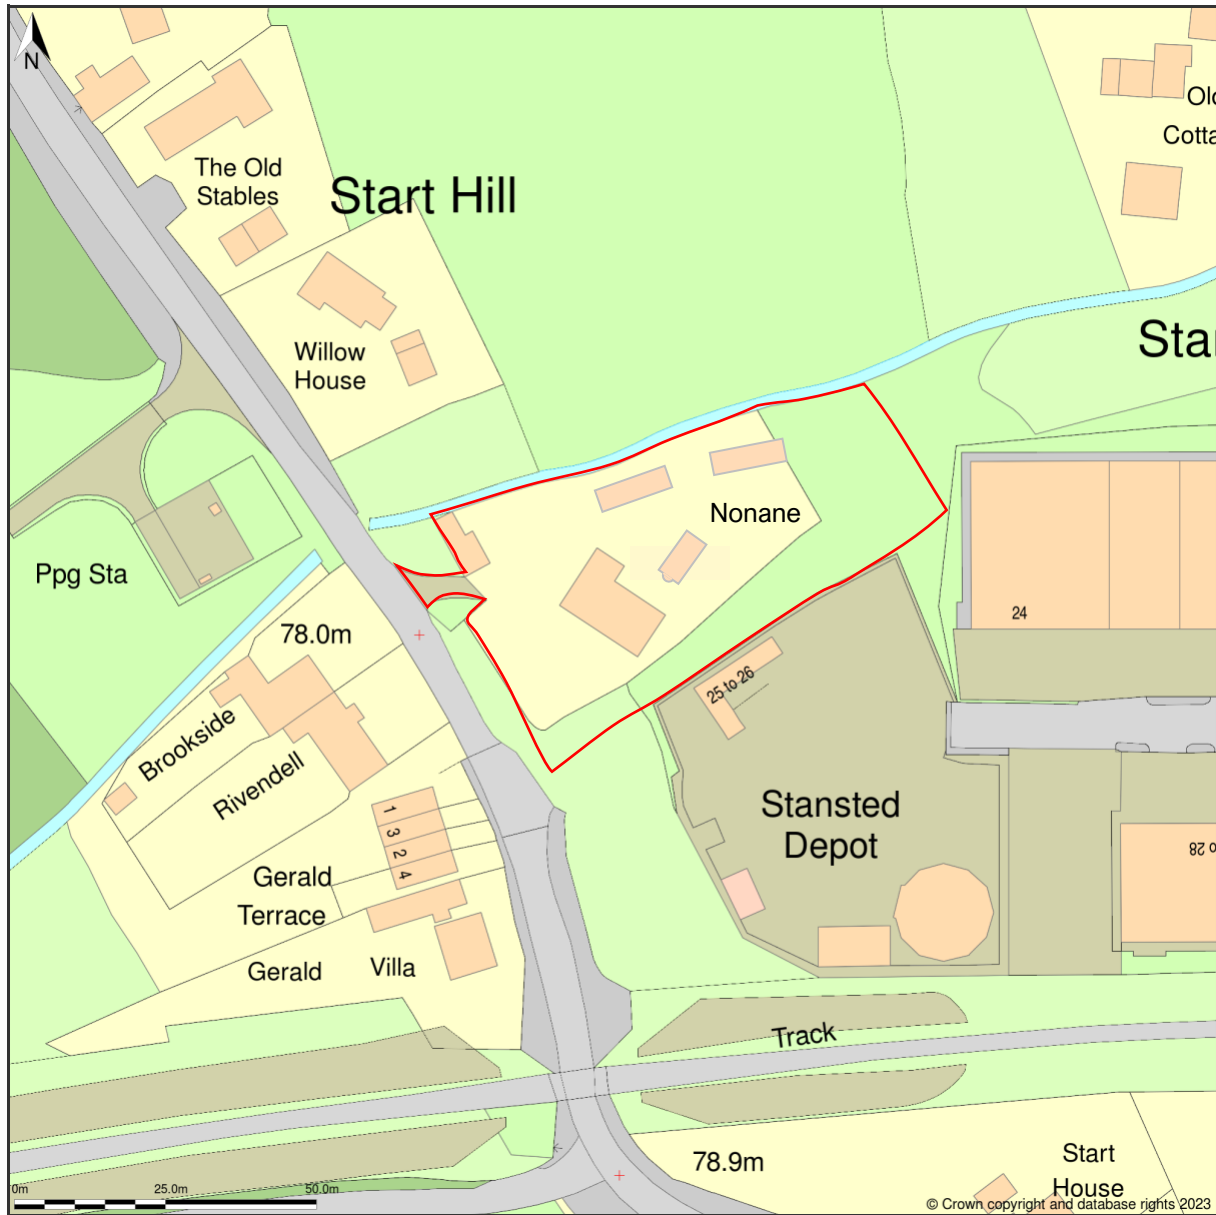 N
Old
Cotta
The Old
Stables
Start Hill
Star
Willow
House
Nonane
Ppg Sta
24
78.0m
25 to 26
Brookside
Rivendell
1
3
2
4
Stansted
Depot
o 28
Gerald
Terrace
Gerald Villa
Track
78.9m
Start
House
0m 25.0m 50.0m
© Crown copyright and database rights 2023